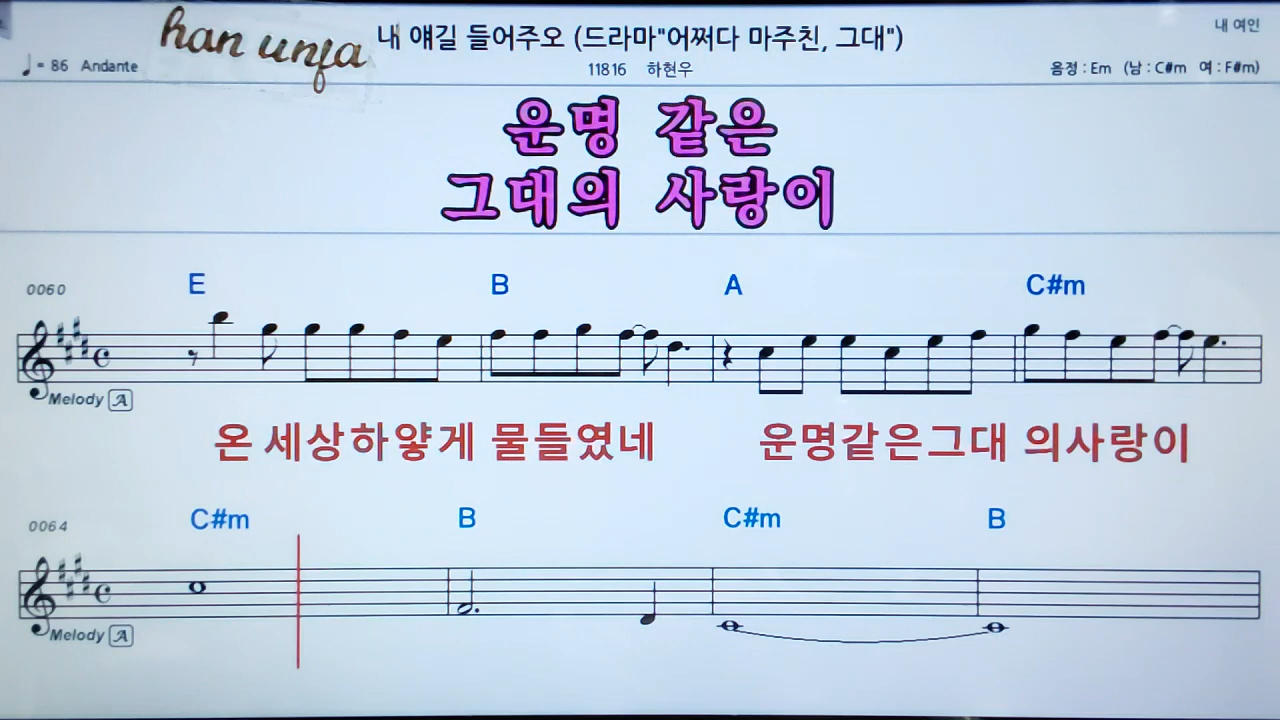 han unfa
내 얘길 들어주오 (드라마"어쩌다 마주친, 그대")
내 여인
♩= 86 Andante
11816 하현우
음정 : Em (남 : C#m 여 : F#m)
운명 같은
그대의 사랑이
0060
E B A C#m
Melody A
온 세상하얗게 물들였네 운명같은그대 의사랑이
0064
C#m B C#m B
Melody A